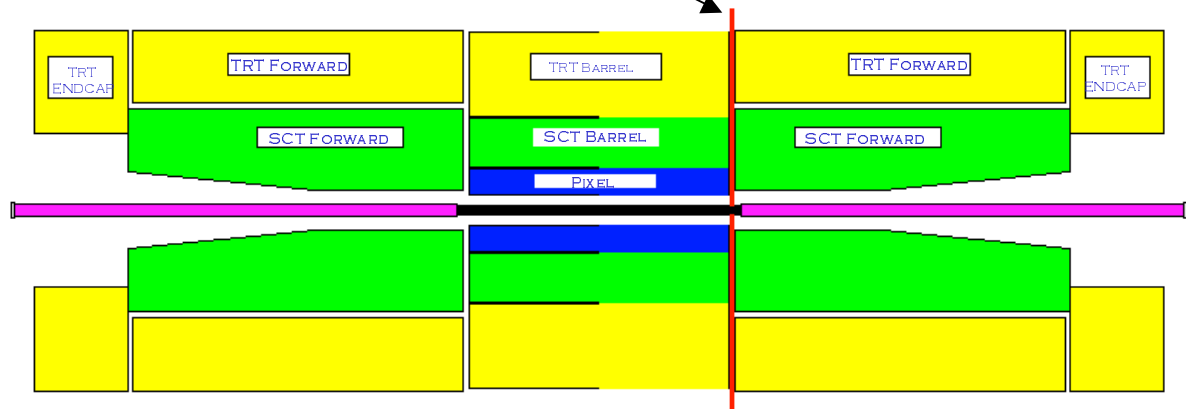 TRT FORWARD
TRT BARREL
TRT FORWARD
TRT
ENDCAP
TRT
ENDCAP
SCT FORWARD
SCT BARREL
SCT FORWARD
PIXEL